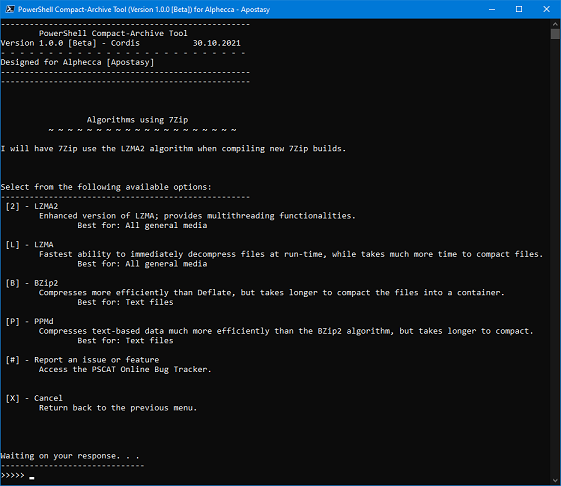 PowerShell Compact-Archive Tool (Version 1.0.0 [Beta]) for Alphecca - Apostasy
------------------------------------------------------
PowerShell Compact-Archive Tool
Version 1.0.0 [Beta] - Cordis 30.10.2021
- - - - - - - - - - - - - - - - - - - - - - - - - - -
Designed for Alphecca [Apostasy]
------------------------------------------------------
------------------------------------------------------
Algorithms using 7Zip
~ ~ ~ ~ ~ ~ ~ ~ ~ ~ ~ ~ ~ ~ ~ ~ ~ ~ ~ ~
I will have 7Zip use the LZMA2 algorithm when compiling new 7Zip builds.
Select from the following available options:
------------------------------------------------------
[2] - LZMA2
Enhanced version of LZMA; provides multithreading functionalities.
Best for: All general media
[L] - LZMA
Fastest ability to immediately decompress files at run-time, while takes much more time to compact files.
Best for: All general media
[B] - BZip2
Compresses more efficiently than Deflate, but takes longer to compact the files into a container.
Best for: Text files
[P] - PPMd
Compresses text-based data much more efficiently than the BZip2 algorithm, but takes longer to compact.
Best for: Text files
[#] - Report an issue or feature
Access the PSCAT Online Bug Tracker.
[X] - Cancel
Return back to the previous menu.
Waiting on your response. . .
------------------------------
>>>>> _